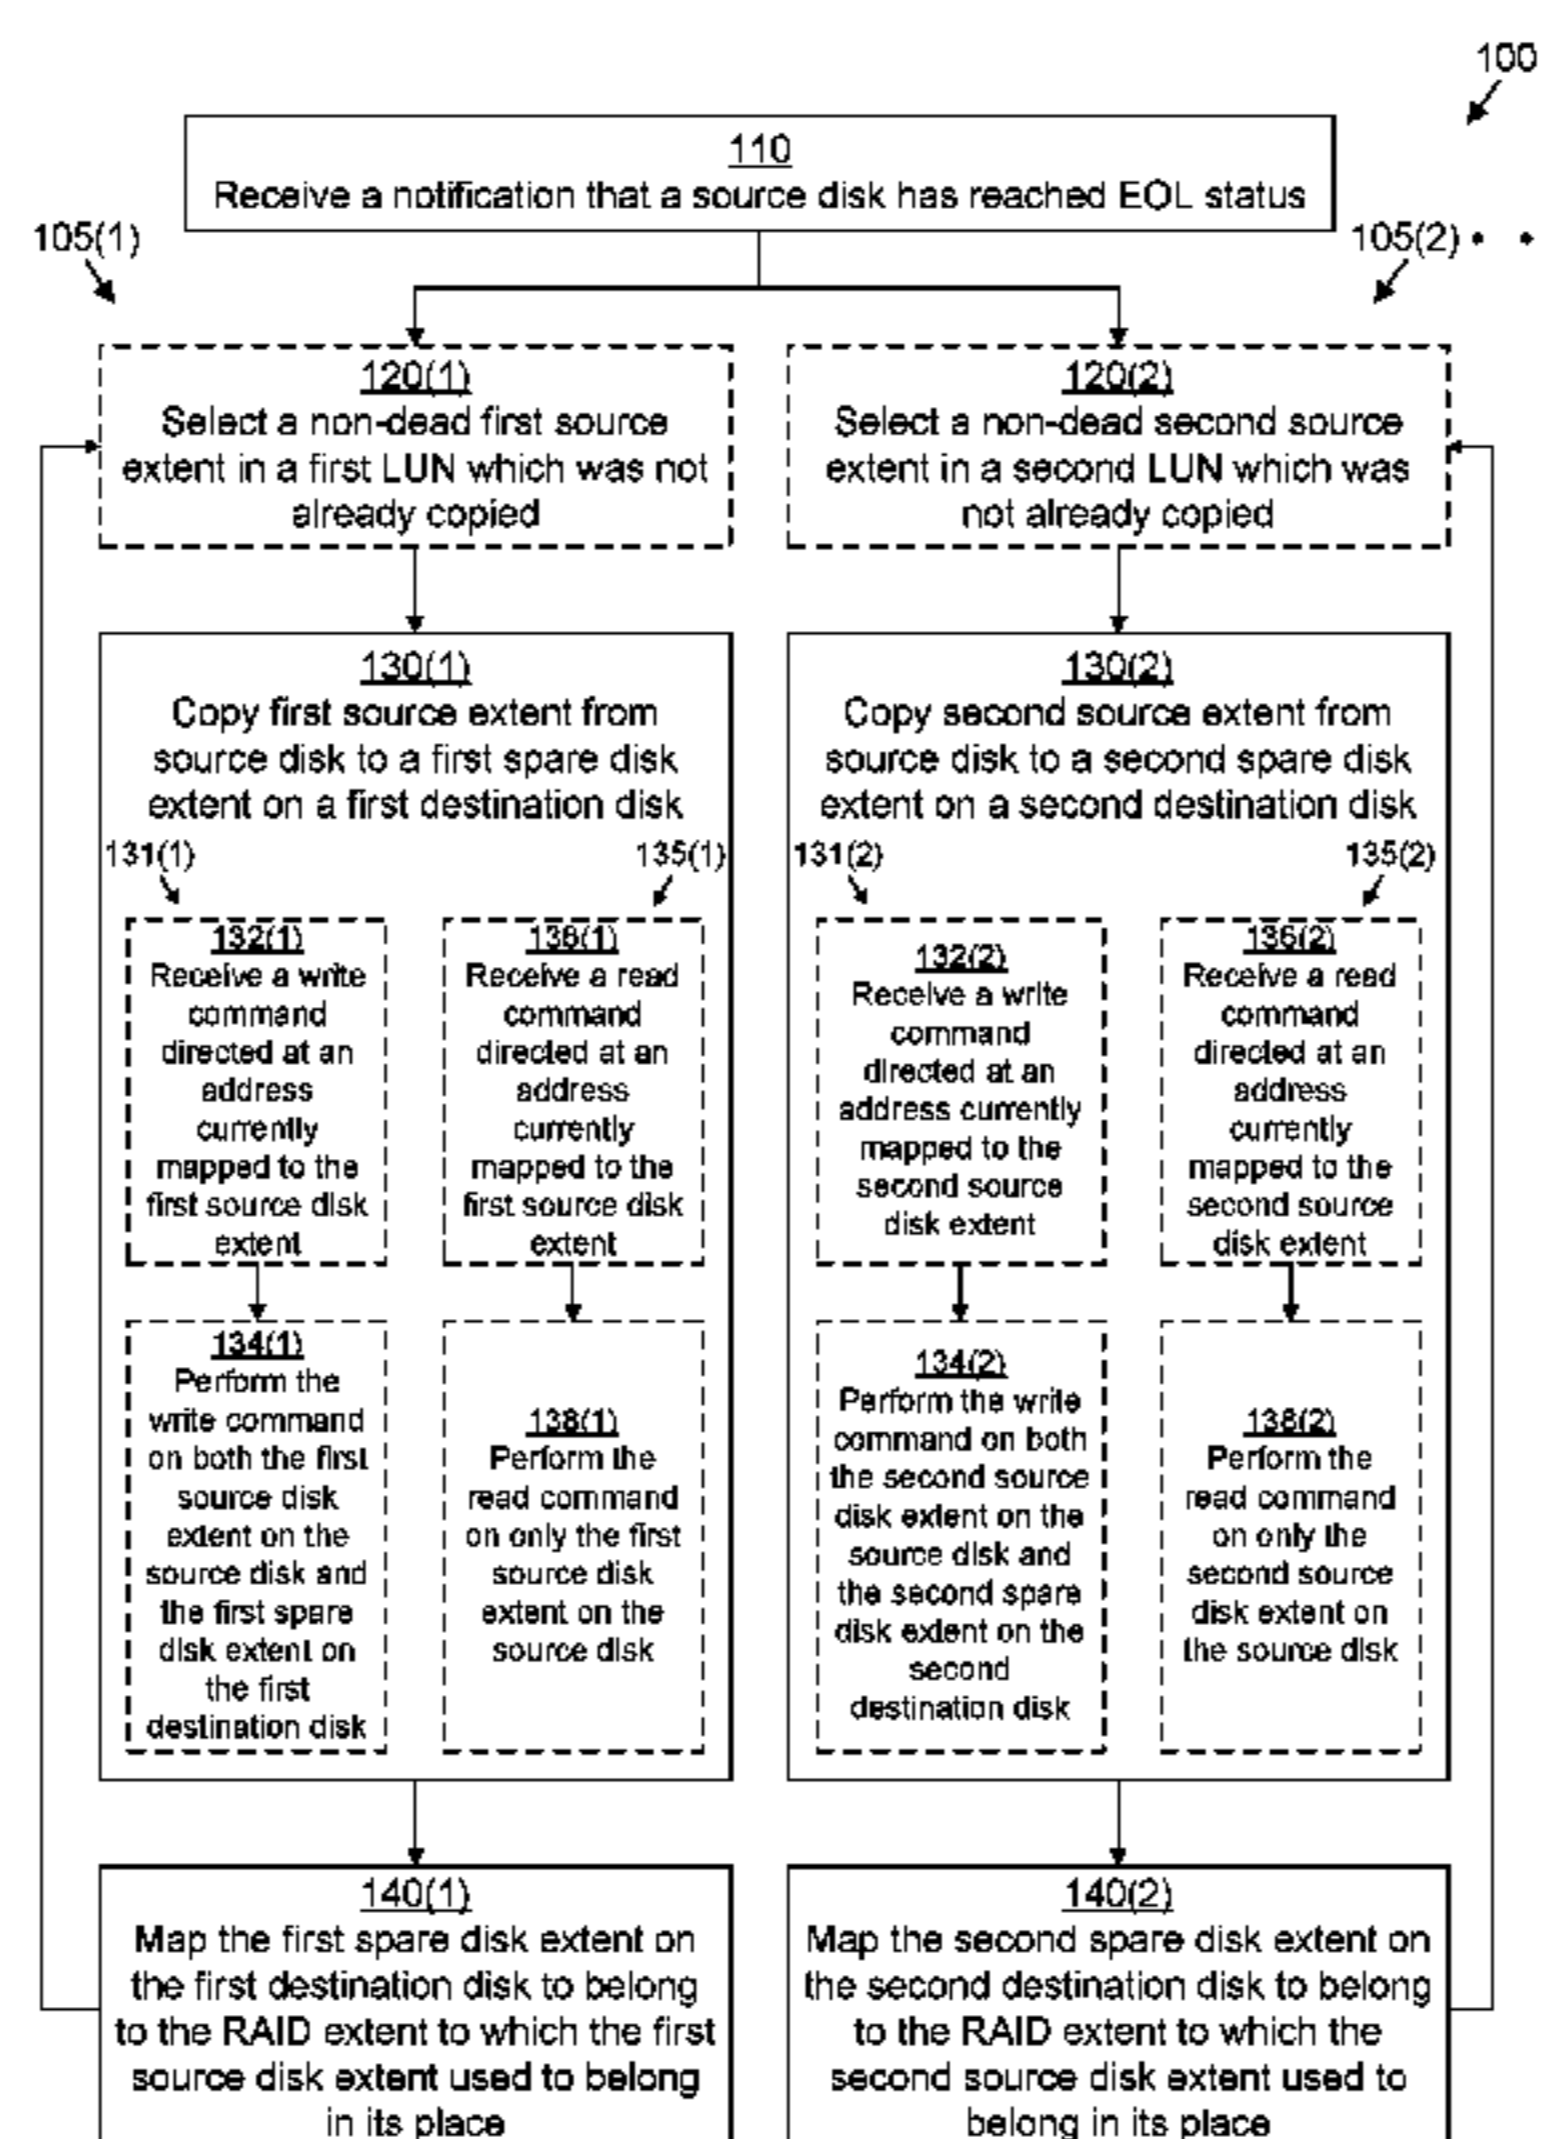 100
110
Receive a notification that a source disk has reached EOL status
105(1)
105(2)• •
120(1)
Select a non-dead first source
extent in a first LUN which was not
already copied
120(2)
Select a non-dead second source
extent in a second LUN which was
not already copied
130(1)
Copy first source extent from
source disk to a first spare disk
extent on a first destination disk
131(1)
135(1)
132(1)
Receive a write
command
directed at an
address
currently
mapped to the
first source disk
extent
136(1)
Receive a read
command
directed at an
address
currently
mapped to the
first source disk
extent
134(1)
Perform the
write command
on both the first
source disk
extent on the
source disk and
the first spare
disk extent on
the first
destination disk
138(1)
Perform the
read command
on only the first
source disk
extent on the
source disk
130(2)
Copy second source extent from
source disk to a second spare disk
extent on a second destination disk
131(2)
135(2)
132(2)
Receive a write
command
directed at an
address currently
mapped to the
second source
disk extent
136(2)
Receive a read
command
directed at an
address
currently
mapped to the
second source
disk extent
134(2)
Perform the write
command on both
the second source
disk extent on the
source disk and
the second spare
disk extent on the
second
destination disk
138(2)
Perform the
read command
on only the
second source
disk extent on
the source disk
140(1)
Map the first spare disk extent on
the first destination disk to belong
to the RAID extent to which the first
source disk extent used to belong
in its place
140(2)
Map the second spare disk extent on
the second destination disk to belong
to the RAID extent to which the
second source disk extent used to
belong in its place